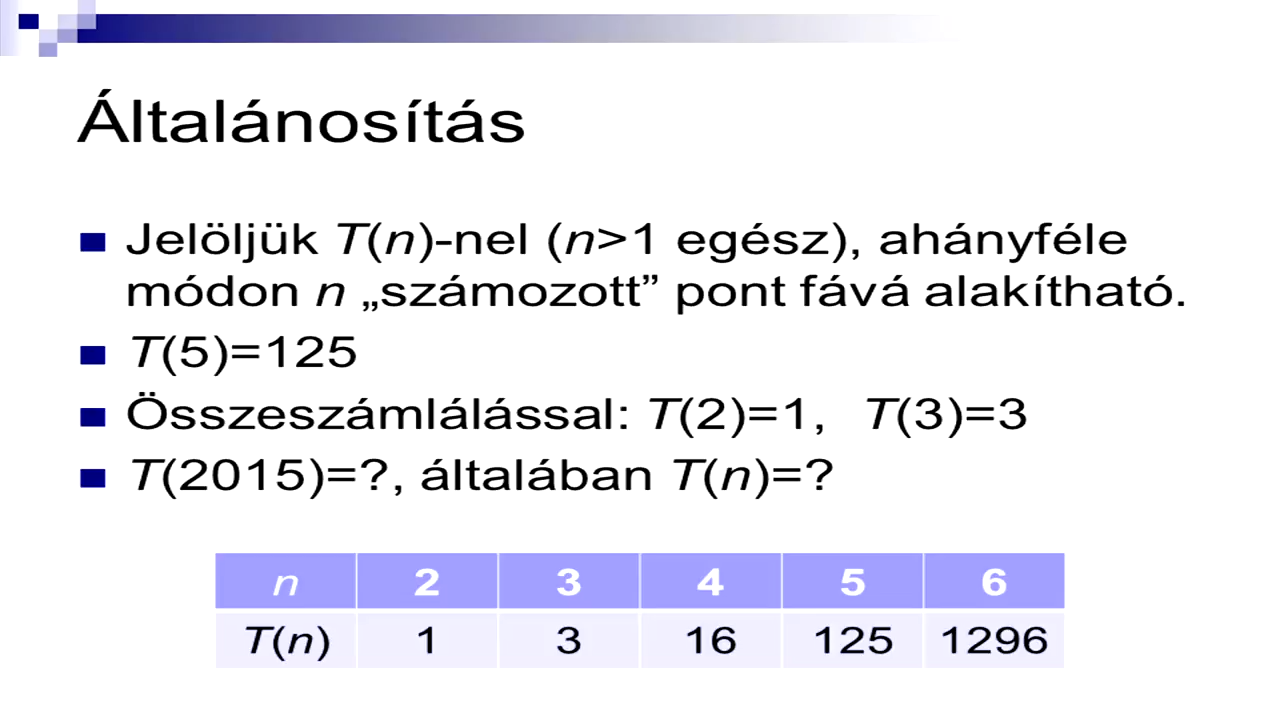 Általánosítás
Jelöljük T(n)-nel (n>1 egész), ahányféle
módon n „számozott” pont fává alakítható.
T(5)=125
Összeszámlálással: T(2)=1, T(3)=3
T(2015)=?, általában T(n)=?
n 2 3 4 5 6
T(n) 1 3 16 125 1296